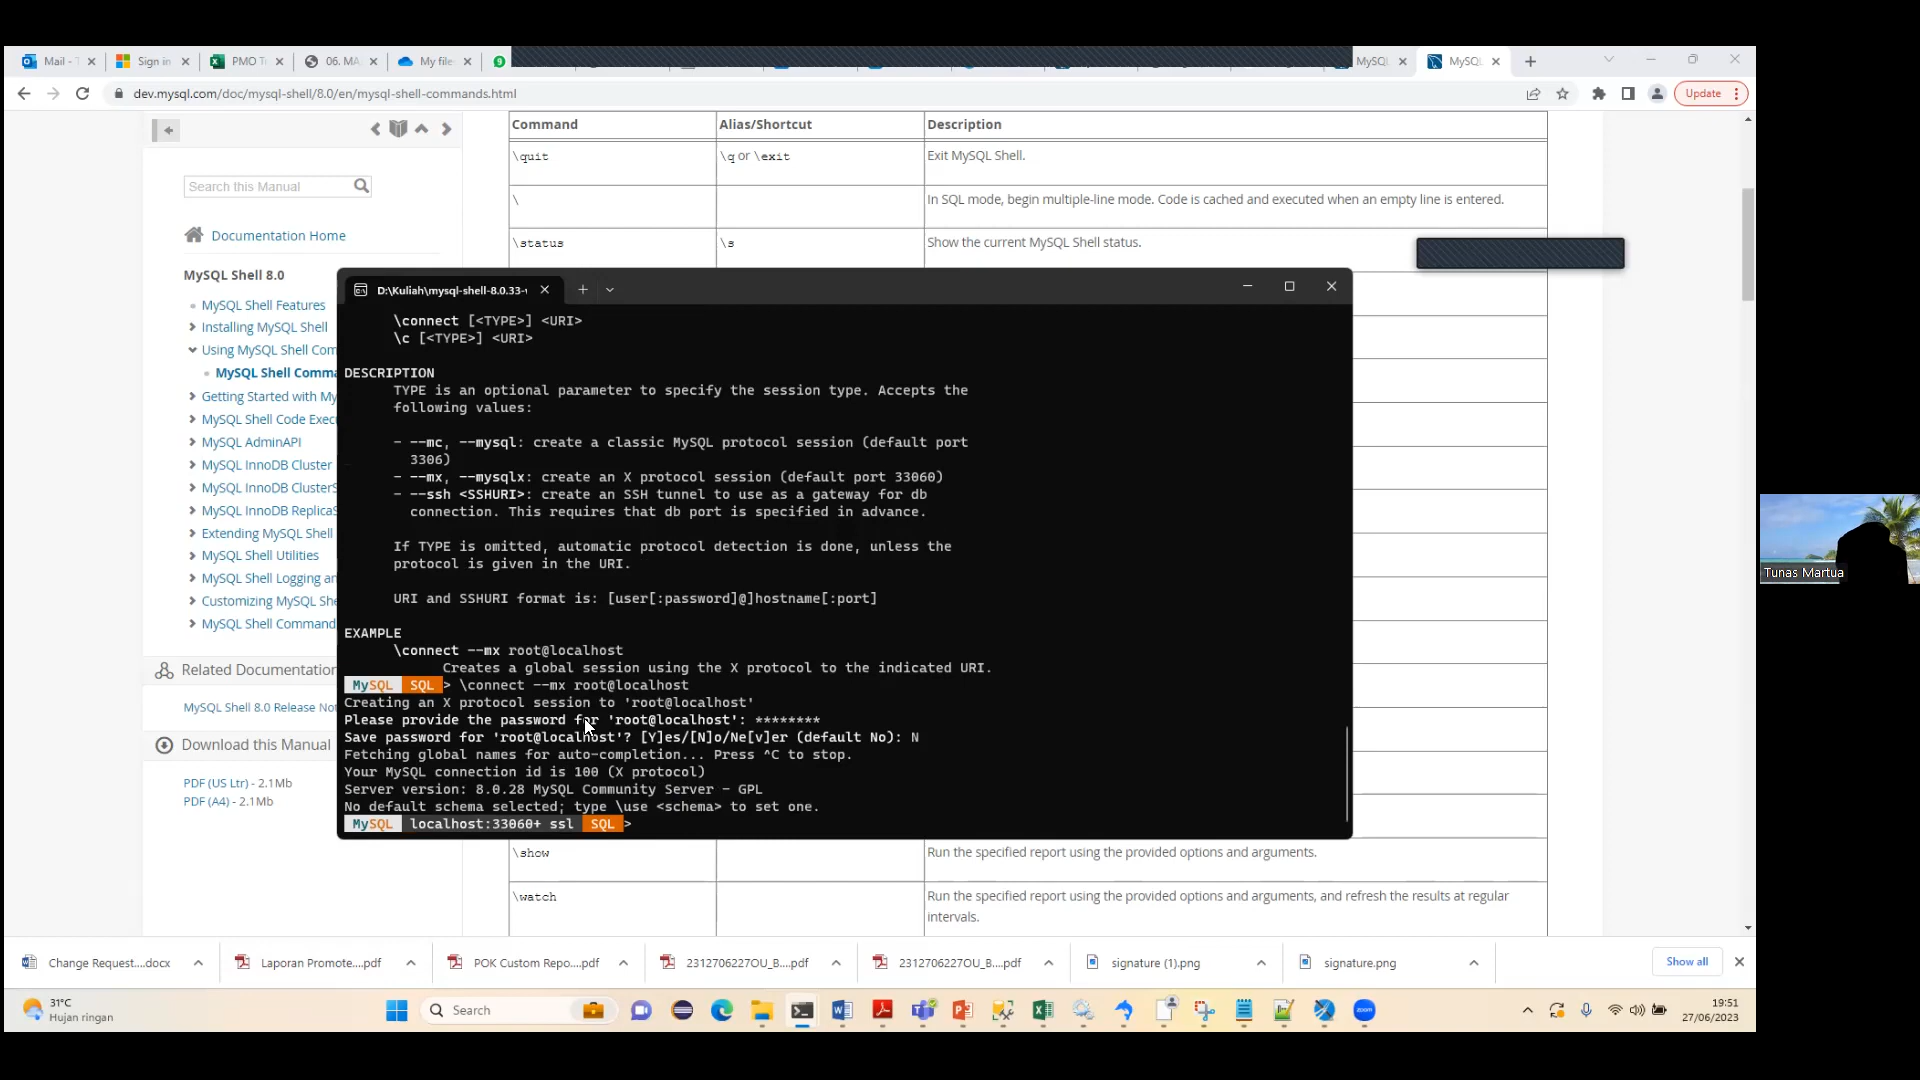 Mail -
Sign in
PMO T
06. MA
My file
MySQL
MySQL
dev.mysql.com/doc/mysql-shell/8.0/en/mysql-shell-commands.html
Update
Search this Manual
Documentation Home
MySQL Shell 8.0
MySQL Shell Features
Installing MySQL Shell
Using MySQL Shell Com
MySQL Shell Comma
Getting Started with My
MySQL Shell Code Exec
MySQL AdminAPI
MySQL InnoDB Cluster
MySQL InnoDB ClusterS
MySQL InnoDB ReplicaS
Extending MySQL Shell
MySQL Shell Utilities
MySQL Shell Logging an
Customizing MySQL She
MySQL Shell Command
Related Documentation
MySQL Shell 8.0 Release Not
Download this Manual
PDF (US Ltr) - 2.1Mb
PDF (A4) - 2.1Mb
Command Alias/Shortcut Description
\quit \q or \exit Exit MySQL Shell.
\ In SQL mode, begin multiple-line mode. Code is cached and executed when an empty line is entered.
\status \s Show the current MySQL Shell status.
D:\Kuliah\mysql-shell-8.0.33-
\connect [<TYPE>] <URI>
\c [<TYPE>] <URI>
DESCRIPTION
TYPE is an optional parameter to specify the session type. Accepts the
following values:
- --mc, --mysql: create a classic MySQL protocol session (default port
3306)
- --mx, --mysqlx: create an X protocol session (default port 33060)
- --ssh <SSHURI>: create an SSH tunnel to use as a gateway for db
connection. This requires that db port is specified in advance.
If TYPE is omitted, automatic protocol detection is done, unless the
protocol is given in the URI.
URI and SSHURI format is: [user[:password]@]hostname[:port]
EXAMPLE
\connect --mx root@localhost
Creates a global session using the X protocol to the indicated URI.
MySQL SQL > \connect --mx root@localhost
Creating an X protocol session to 'root@localhost'
Please provide the password for 'root@localhost': ********
Save password for 'root@localhost'? [Y]es/[N]o/Ne[v]er (default No): N
Fetching global names for auto-completion... Press ^C to stop.
Your MySQL connection id is 100 (X protocol)
Server version: 8.0.28 MySQL Community Server - GPL
No default schema selected; type \use <schema> to set one.
MySQL localhost:33060+ ssl SQL >
\show Run the specified report using the provided options and arguments.
\watch Run the specified report using the provided options and arguments, and refresh the results at regular
intervals.
Tunas Martua
Change Request....docx
Laporan Promote....pdf
POK Custom Repo....pdf
2312706227OU_B....pdf
2312706227OU_B....pdf
signature (1).png
signature.png
Show all
31°C
Hujan ringan
Search
zoom
19:51
27/06/2023